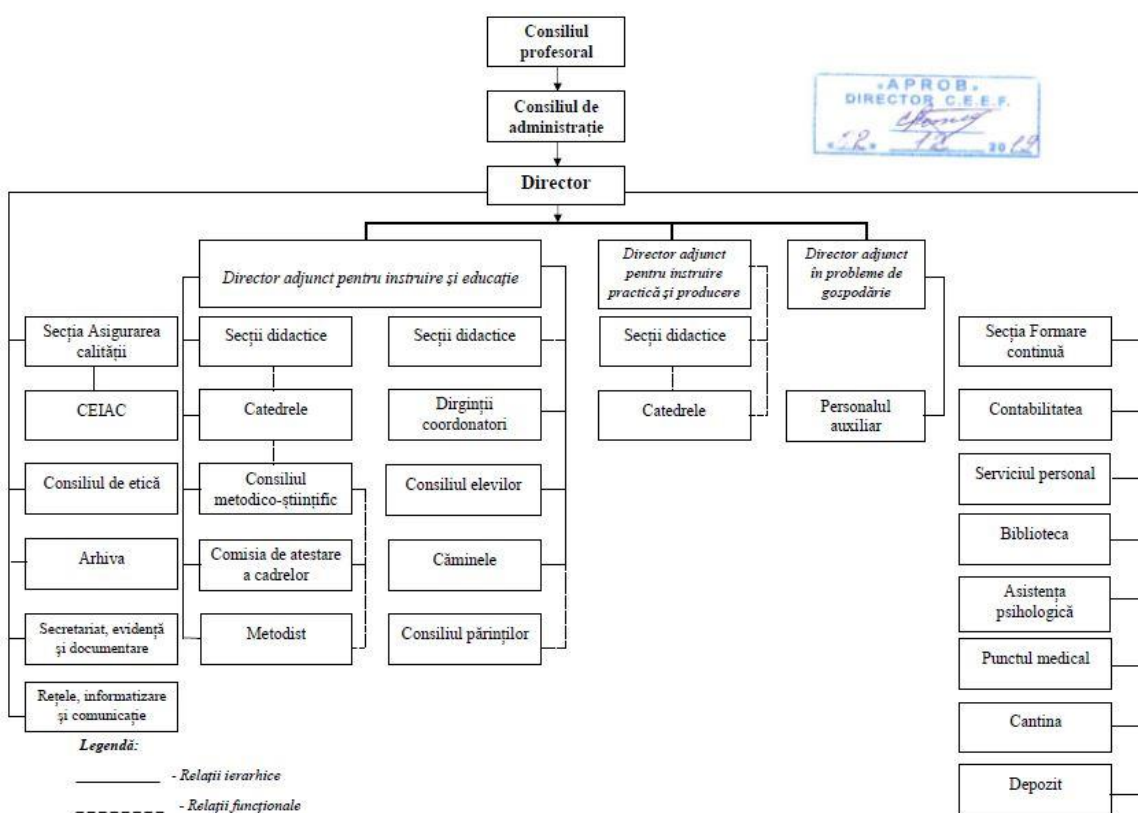 Consiliul
profesoral
Consiliul de
administrație
«APROB»
DIRECTOR C.E.E.F.
«12» 12 2019
Director
Director adjunct pentru instruire și educație
Director adjunct
pentru instruire
practică și producere
Director adjunct
în probleme de
gospodărie
Secția Asigurarea
calității
Secții didactice
Secții didactice
Secții didactice
Secția Formare
continuă
CEIAC
Catedrele
Dirginții
coordonatori
Catedrele
Personalul
auxiliar
Contabilitatea
Consiliul de etică
Consiliul
metodico-științific
Consiliul elevilor
Serviciul personal
Arhiva
Comisia de atestare
a cadrelor
Căminele
Biblioteca
Asistența
psihologică
Secretariat, evidență
și documentare
Metodist
Consiliul părinților
Punctul medical
Rețele, informatizare
și comunicație
Cantina
Depozit
Legendă:
- Relații ierarhice
- Relații funcționale